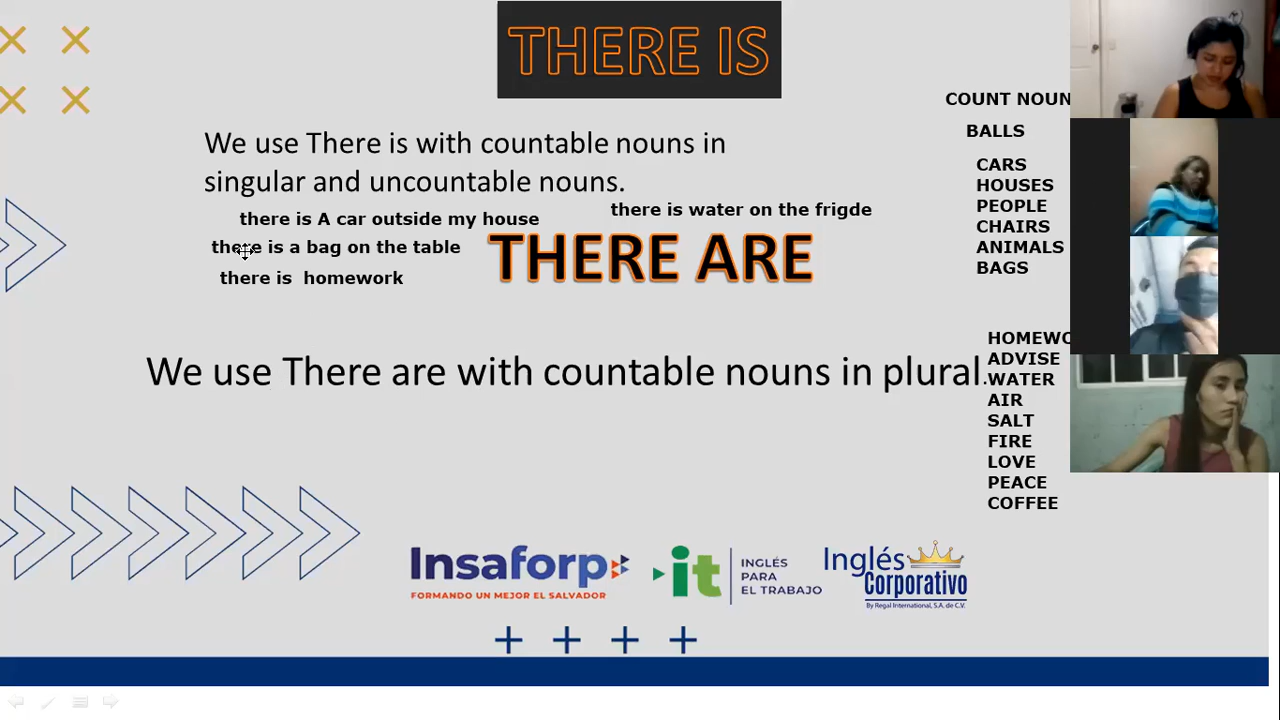 THERE IS
We use There is with countable nouns in
singular and uncountable nouns.
there is A car outside my house
there is water on the frigde
there is a bag on the table
there is homework
THERE ARE
We use There are with countable nouns in plural.
COUNT NOUN
BALLS
CARS
HOUSES
PEOPLE
CHAIRS
ANIMALS
BAGS
HOMEWO
ADVISE
WATER
AIR
SALT
FIRE
LOVE
PEACE
COFFEE
Insaforp
FORMANDO UN MEJOR EL SALVADOR
it
INGLÉS
PARA
EL TRABAJO
Inglés
Corporativo
By Regal International, S.A. de C.V.